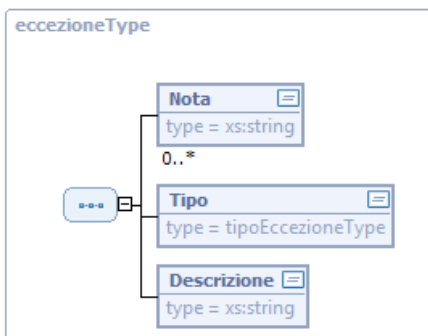 eccezioneType
Nota
type = xs:string
0..*
Tipo
type = tipoEccezioneType
Descrizione
type = xs:string